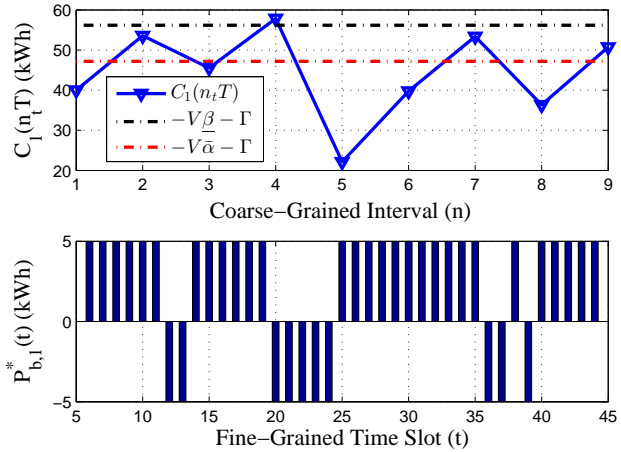 60
50
40
30
20
C₁(nₜT) (kWh)
C₁(nₜT)
−Vβ − Γ
−Vᾱ − Γ
1 2 3 4 5 6 7 8 9
Coarse−Grained Interval (n)
5
0
−5
P*b,1(t) (kWh)
5 10 15 20 25 30 35 40 45
Fine−Grained Time Slot (t)